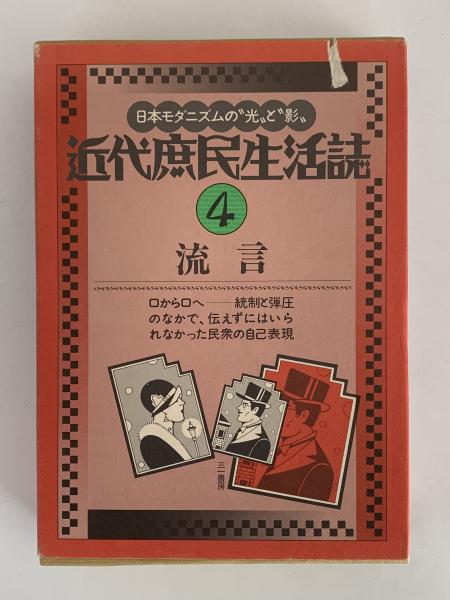 日本モダニズムの〝光〟と〝影〟
近代庶民生活誌
4
流言
口から口へ――統制と弾圧
のなかで、伝えずにはいら
れなかった民衆の自己表現
三一書房